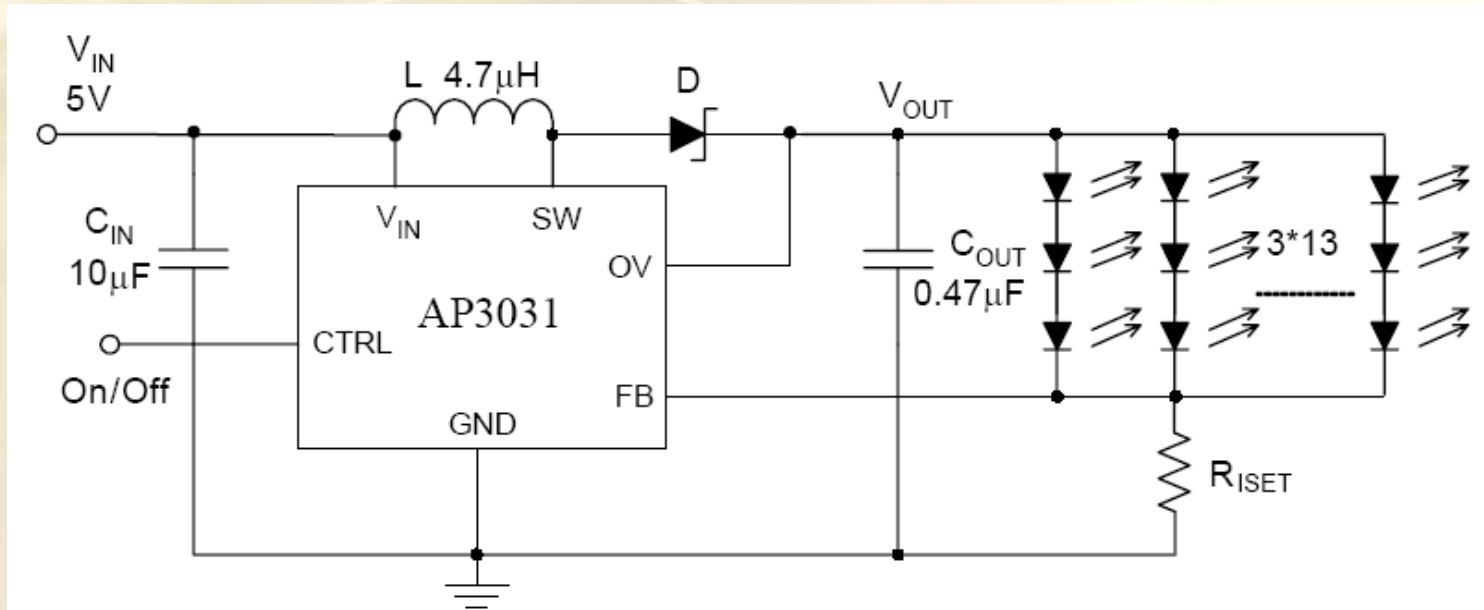 V_IN
5V
L 4.7μH
D
V_OUT
C_IN
10μF
V_IN
SW
OV
AP3031
C_OUT
0.47μF
3*13
CTRL
On/Off
FB
GND
R_ISET